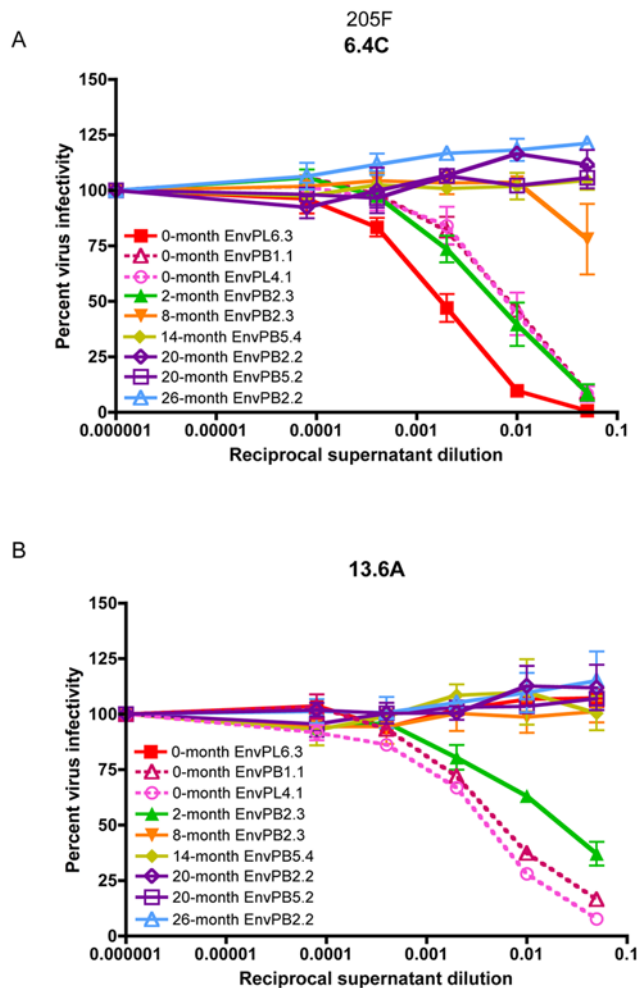 205F
A
6.4C
150
125
100
75
50
25
0
Percent virus infectivity
0-month EnvPL6.3
0-month EnvPB1.1
0-month EnvPL4.1
2-month EnvPB2.3
8-month EnvPB2.3
14-month EnvPB5.4
20-month EnvPB2.2
20-month EnvPB5.2
26-month EnvPB2.2
0.000001 0.00001 0.0001 0.001 0.01 0.1
Reciprocal supernatant dilution
B
13.6A
150
125
100
75
50
25
0
Percent virus infectivity
0-month EnvPL6.3
0-month EnvPB1.1
0-month EnvPL4.1
2-month EnvPB2.3
8-month EnvPB2.3
14-month EnvPB5.4
20-month EnvPB2.2
20-month EnvPB5.2
26-month EnvPB2.2
0.000001 0.00001 0.0001 0.001 0.01 0.1
Reciprocal supernatant dilution